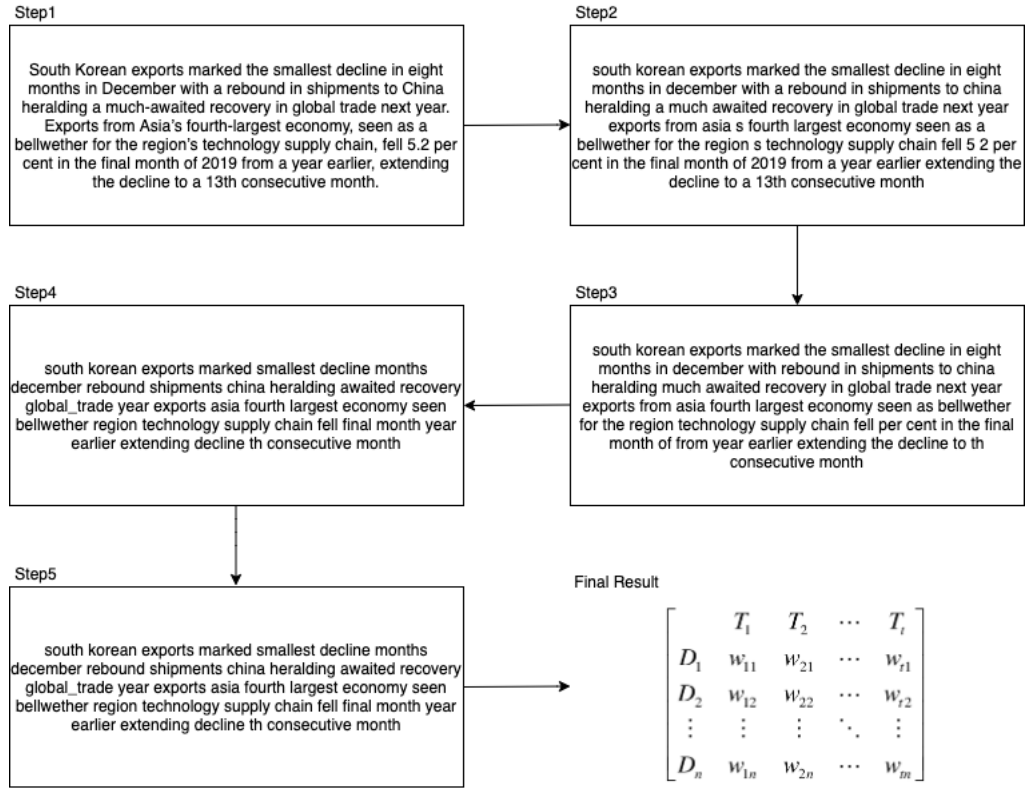 Step1
South Korean exports marked the smallest decline in eight
months in December with a rebound in shipments to China
heralding a much-awaited recovery in global trade next year.
Exports from Asia's fourth-largest economy, seen as a
bellwether for the region's technology supply chain, fell 5.2 per
cent in the final month of 2019 from a year earlier, extending
the decline to a 13th consecutive month.
Step2
south korean exports marked the smallest decline in eight
months in december with a rebound in shipments to china
heralding a much awaited recovery in global trade next year
exports from asia s fourth largest economy seen as a
bellwether for the region s technology supply chain fell 5 2 per
cent in the final month of 2019 from a year earlier extending the
decline to a 13th consecutive month
Step3
south korean exports marked the smallest decline in eight
months in december with rebound in shipments to china
heralding much awaited recovery in global trade next year
exports from asia fourth largest economy seen as bellwether
for the region technology supply chain fell per cent in the final
month of from year earlier extending the decline to th
consecutive month
Step4
south korean exports marked smallest decline months
december rebound shipments china heralding awaited recovery
global_trade year exports asia fourth largest economy seen
bellwether region technology supply chain fell final month year
earlier extending decline th consecutive month
Step5
south korean exports marked smallest decline months
december rebound shipments china heralding awaited recovery
global_trade year exports asia fourth largest economy seen
bellwether region technology supply chain fell final month year
earlier extending decline th consecutive month
Final Result
T₁ T₂ ⋯ Tₜ
D₁ w₁₁ w₂₁ ⋯ wₜ₁
D₂ w₁₂ w₂₂ ⋯ wₜ₂
⋮ ⋮ ⋮ ⋱ ⋮
Dₙ w₁ₙ w₂ₙ ⋯ wₜₙ